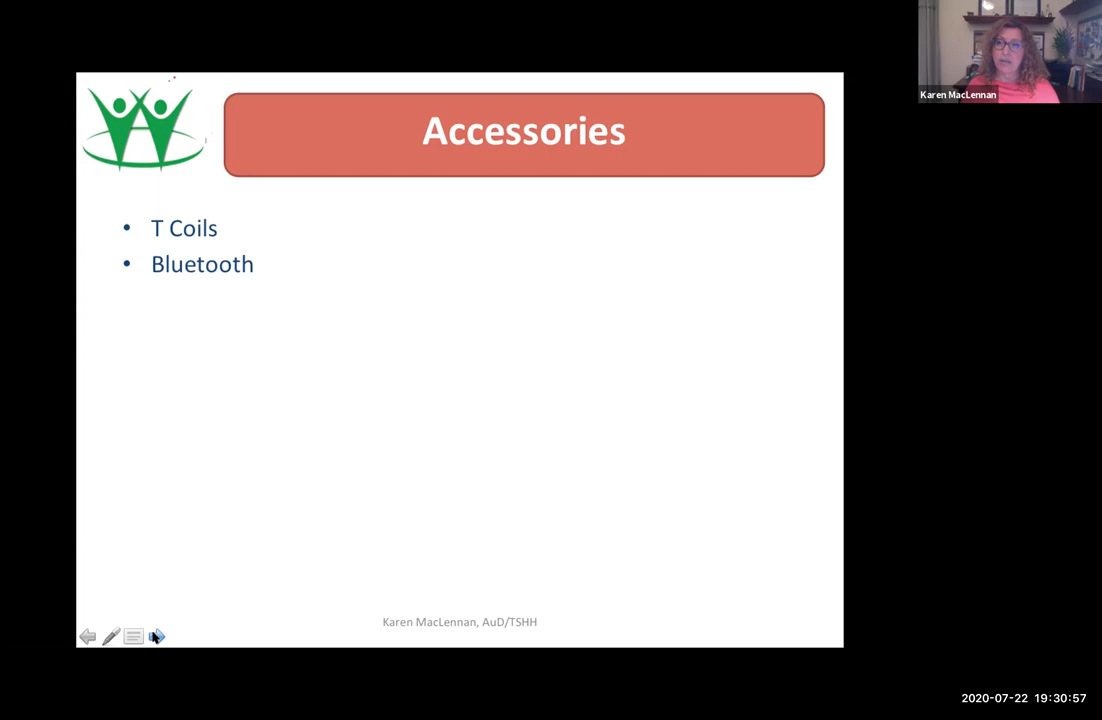 Karen MacLennan
Accessories
• T Coils
• Bluetooth
Karen MacLennan, AuD/TSHH
2020-07-22 19:30:57